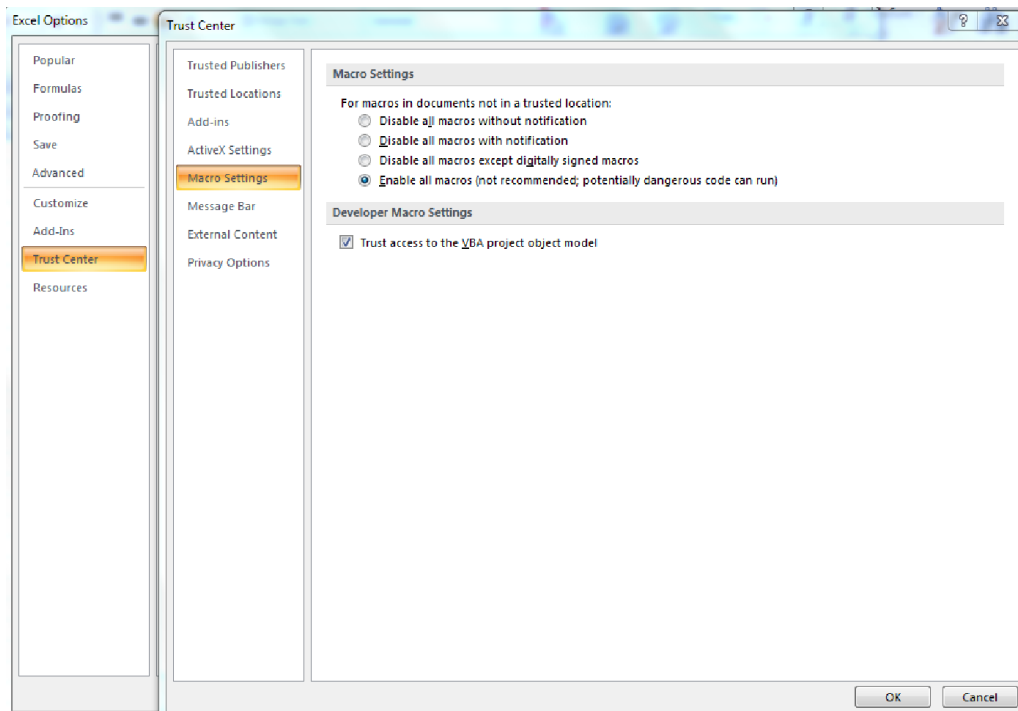 Excel Options
Popular
Formulas
Proofing
Save
Advanced
Customize
Add-Ins
Trust Center
Resources
Trust Center
Trusted Publishers
Trusted Locations
Add-ins
ActiveX Settings
Macro Settings
Message Bar
External Content
Privacy Options
Macro Settings
For macros in documents not in a trusted location:
Disable all macros without notification
Disable all macros with notification
Disable all macros except digitally signed macros
Enable all macros (not recommended; potentially dangerous code can run)
Developer Macro Settings
Trust access to the VBA project object model
OK
Cancel